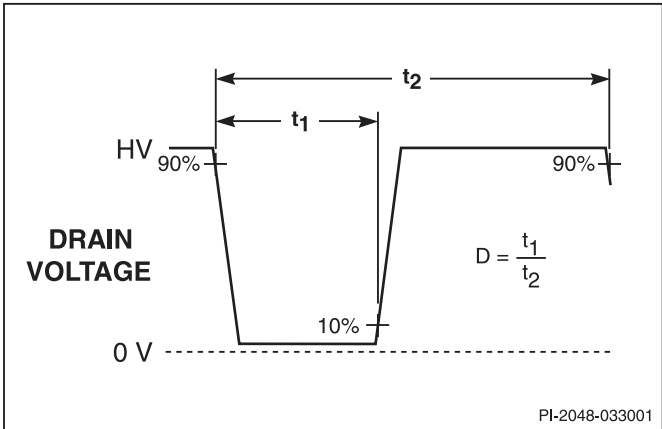 t2
t1
HV
90%
90%
DRAIN
VOLTAGE
D = t1
t2
10%
0 V
PI-2048-033001